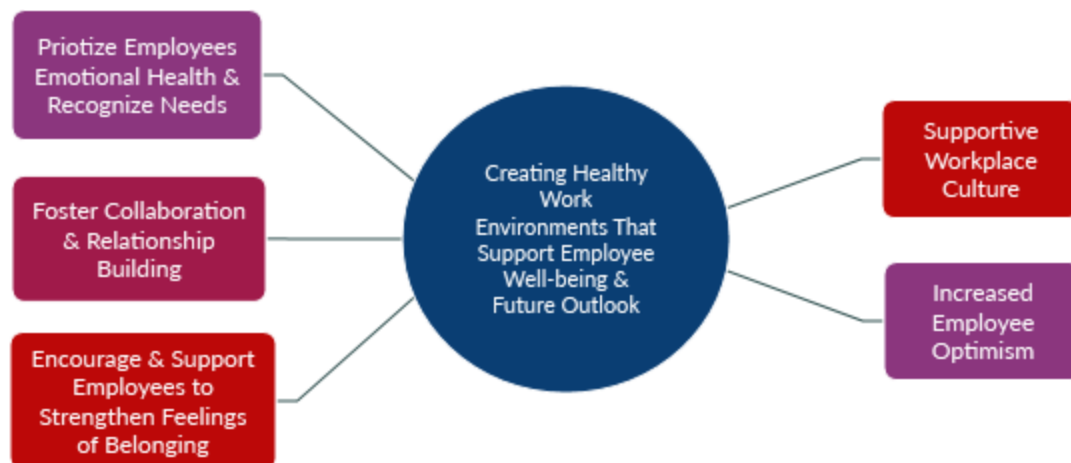 Priotize Employees
Emotional Health &
Recognize Needs
Foster Collaboration
& Relationship
Building
Encourage & Support
Employees to
Strengthen Feelings
of Belonging
Creating Healthy
Work
Environments That
Support Employee
Well-being &
Future Outlook
Supportive
Workplace
Culture
Increased
Employee
Optimism